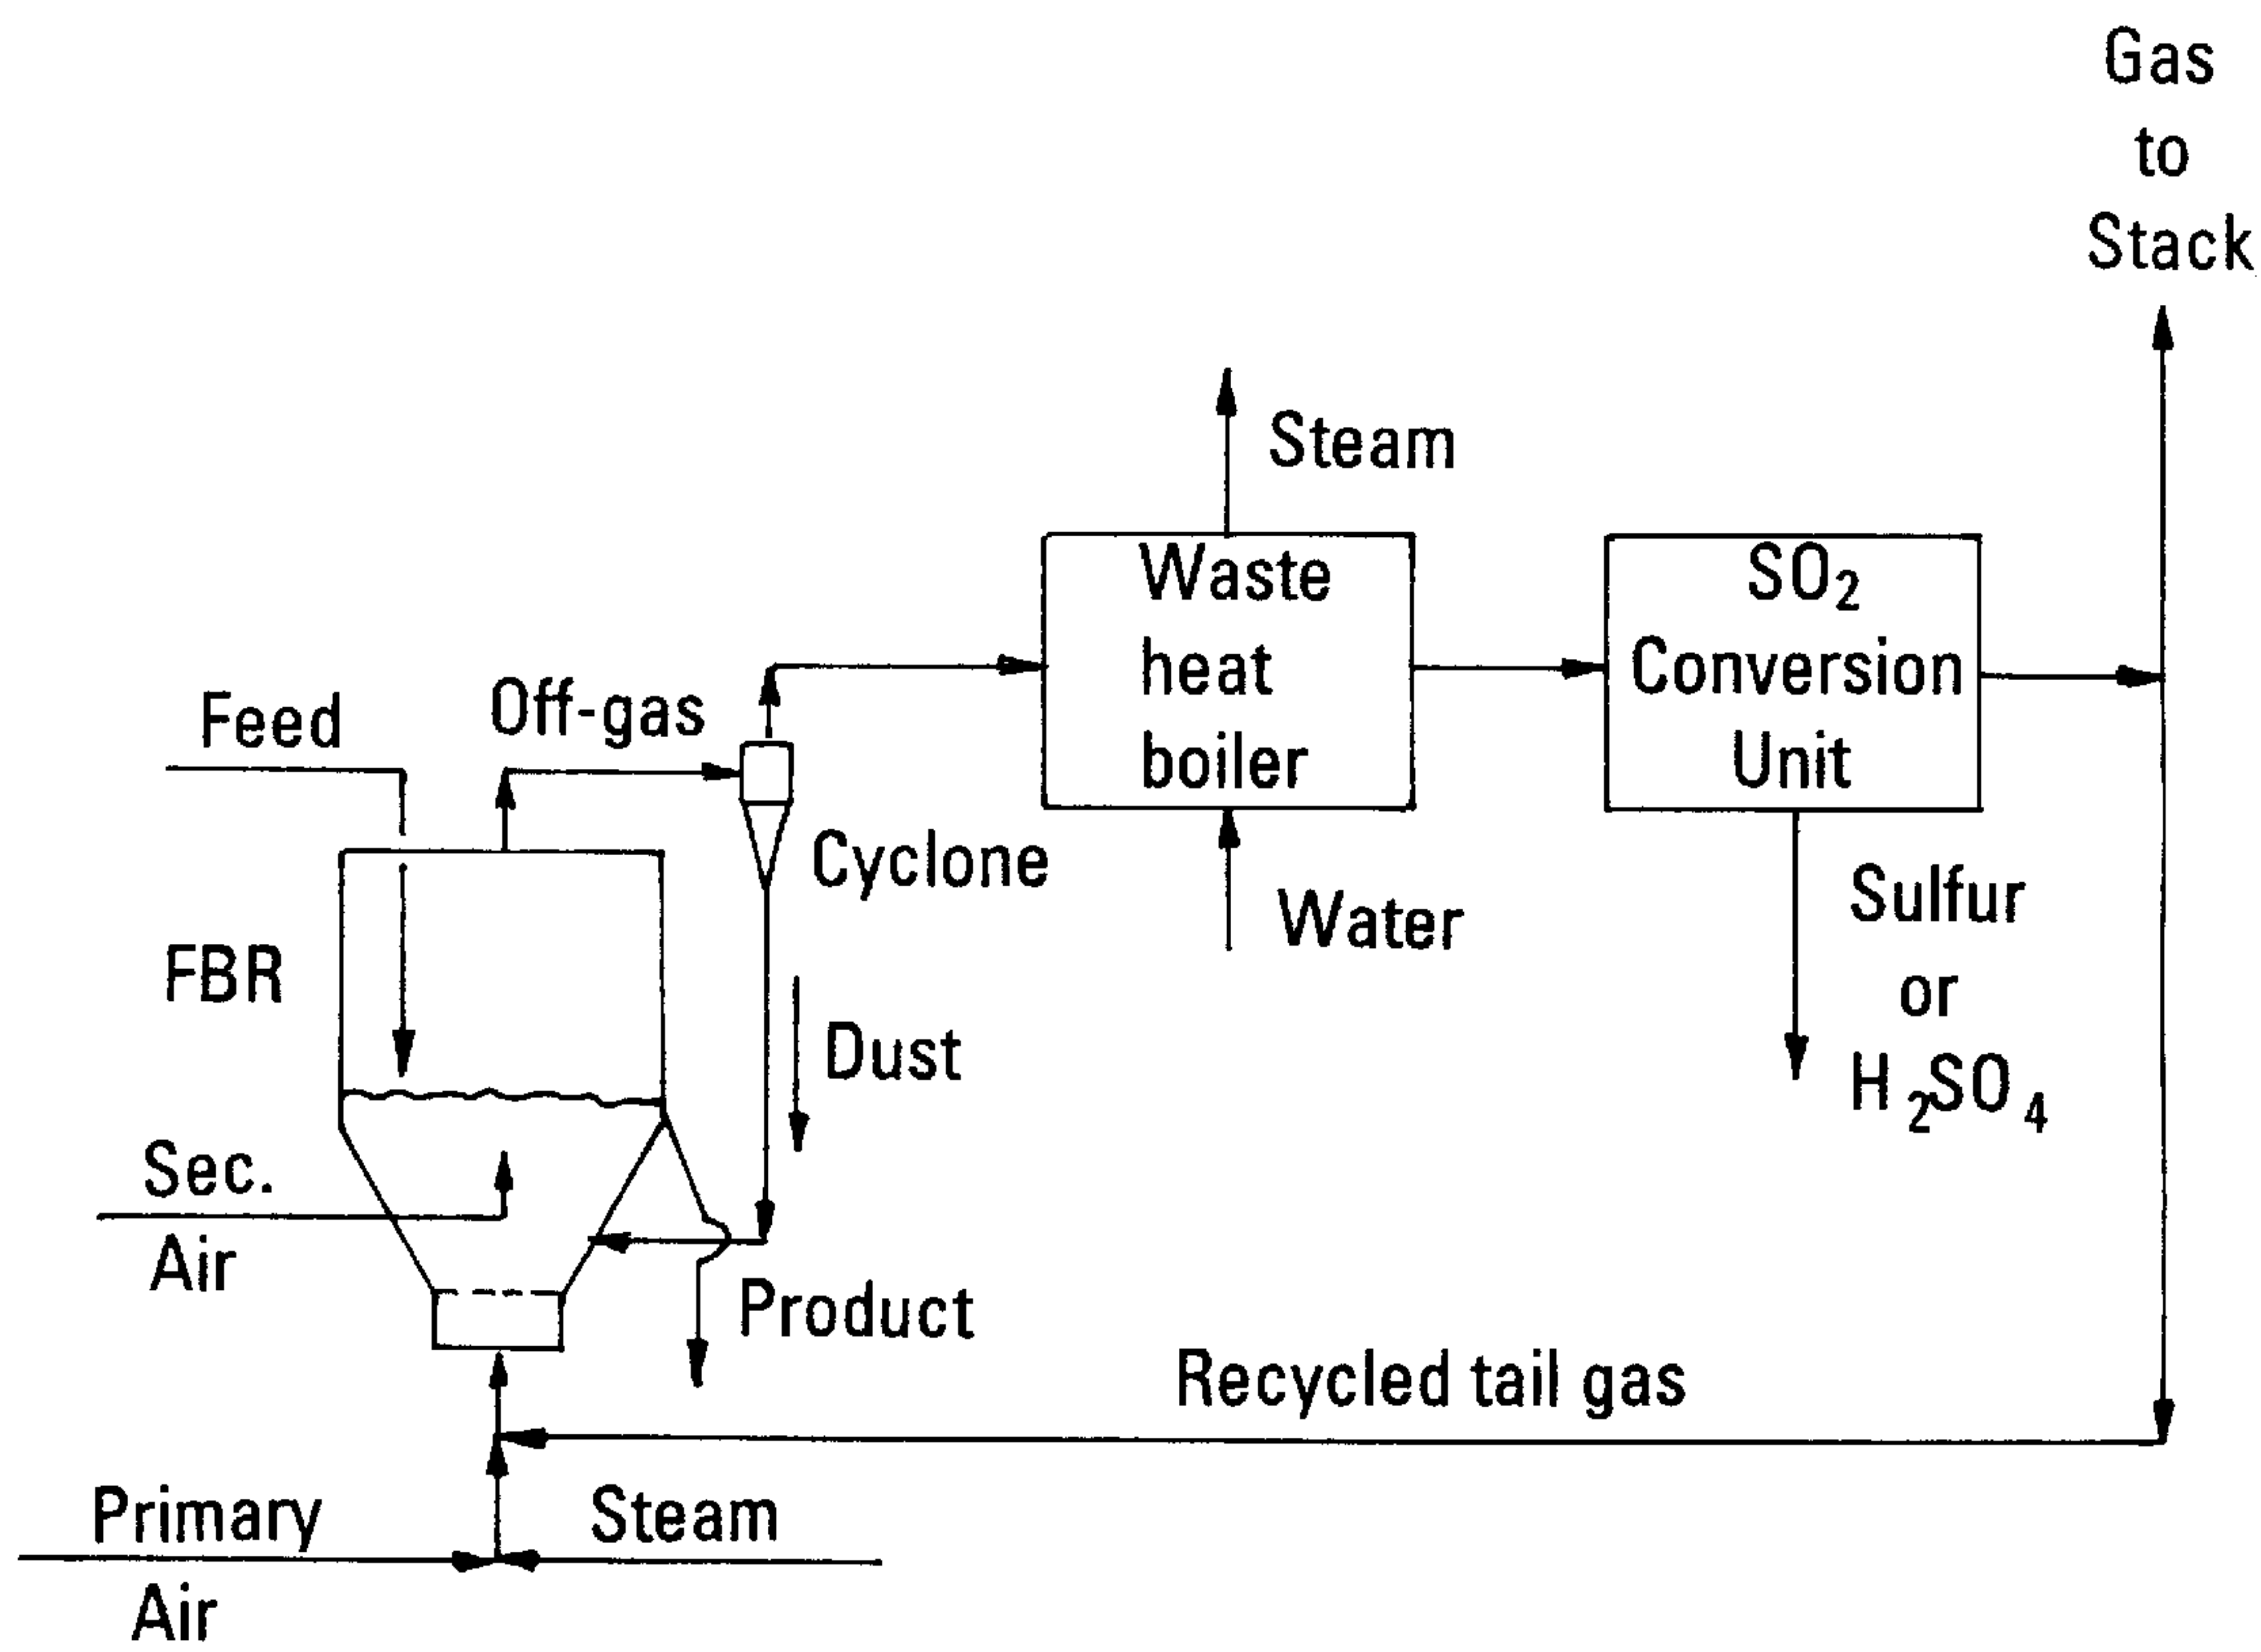 Gas
to
Stack
Steam
Waste
heat
boiler
SO₂
Conversion
Unit
Feed
Off-gas
Cyclone
Water
Sulfur
or
H₂SO₄
FBR
Dust
Sec.
Air
Product
Recycled tail gas
Primary
Air
Steam